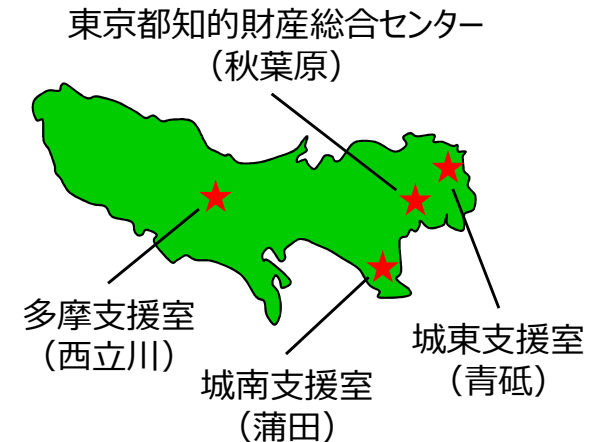 東京都知的財産総合センター
（秋葉原）
多摩支援室
（西立川）
城南支援室
（蒲田）
城東支援室
（青砥）